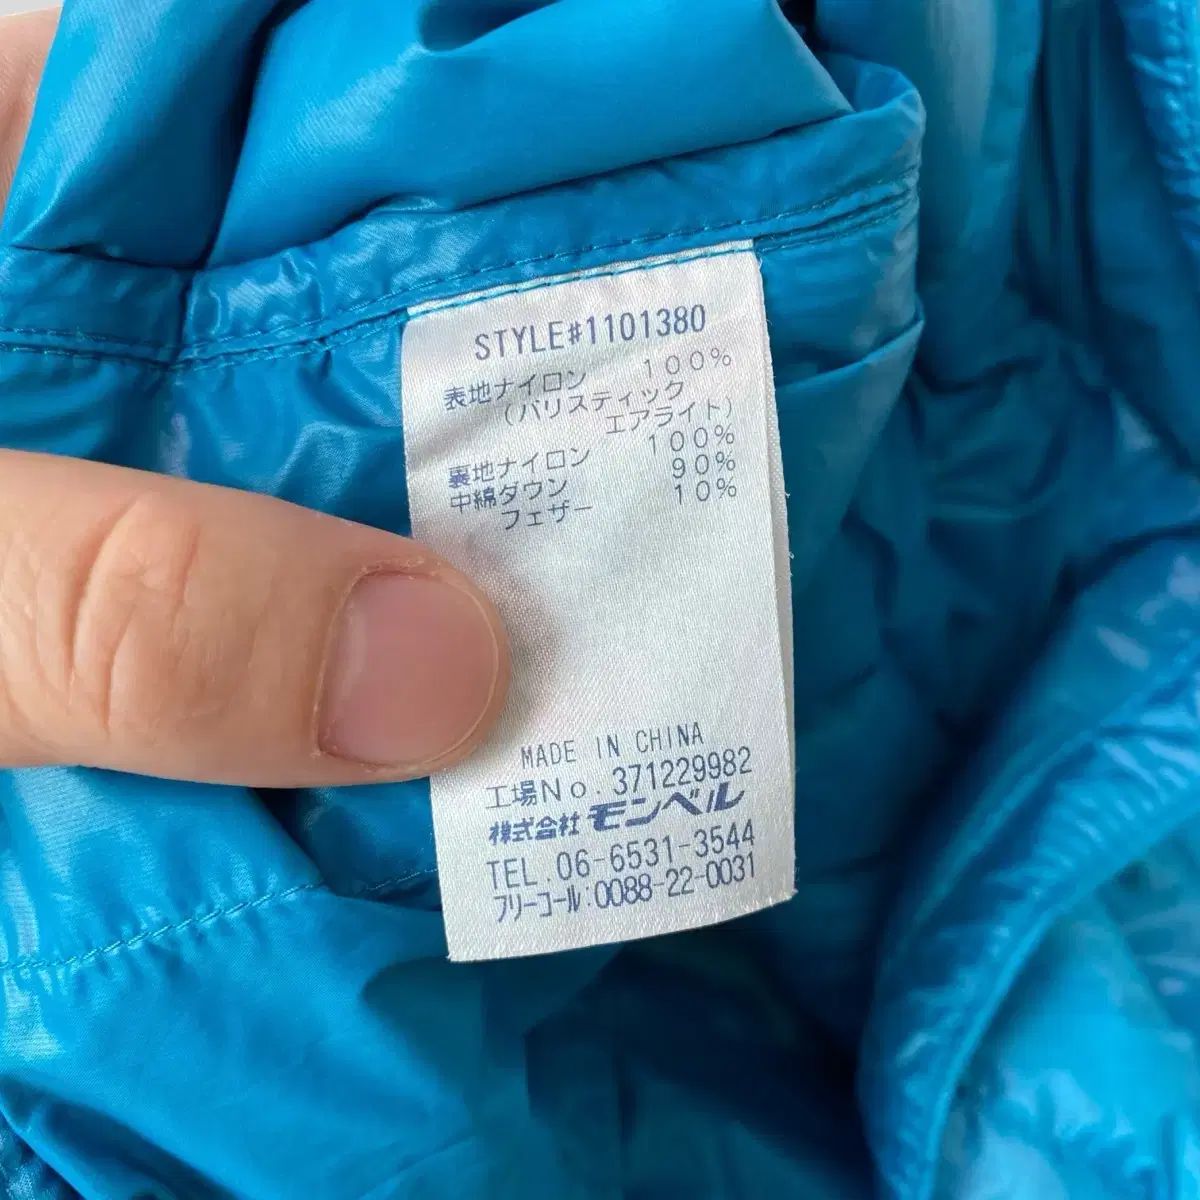 STYLE#1101380
表地ナイロン 100%
(バリスティック
エアライト)
裏地ナイロン 100%
中綿ダウン 90%
フェザー 10%
MADE IN CHINA
工場No.371229982
株式会社モンベル
TEL.06-6531-3544
フリーコール:0088-22-0031